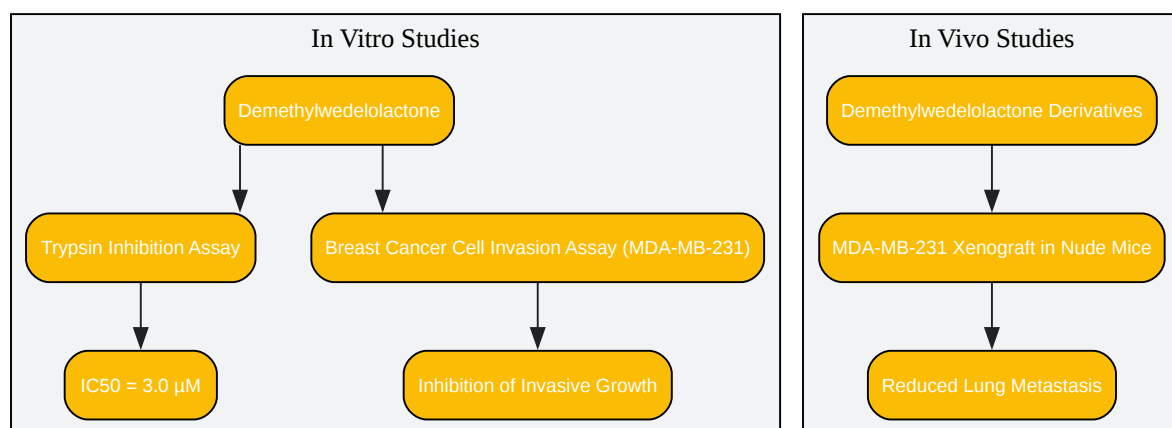 In Vitro Studies
Demethylwedelolactone
Trypsin Inhibition Assay
Breast Cancer Cell Invasion Assay (MDA-MB-231)
IC50 = 3.0 μM
Inhibition of Invasive Growth
In Vivo Studies
Demethylwedelolactone Derivatives
MDA-MB-231 Xenograft in Nude Mice
Reduced Lung Metastasis